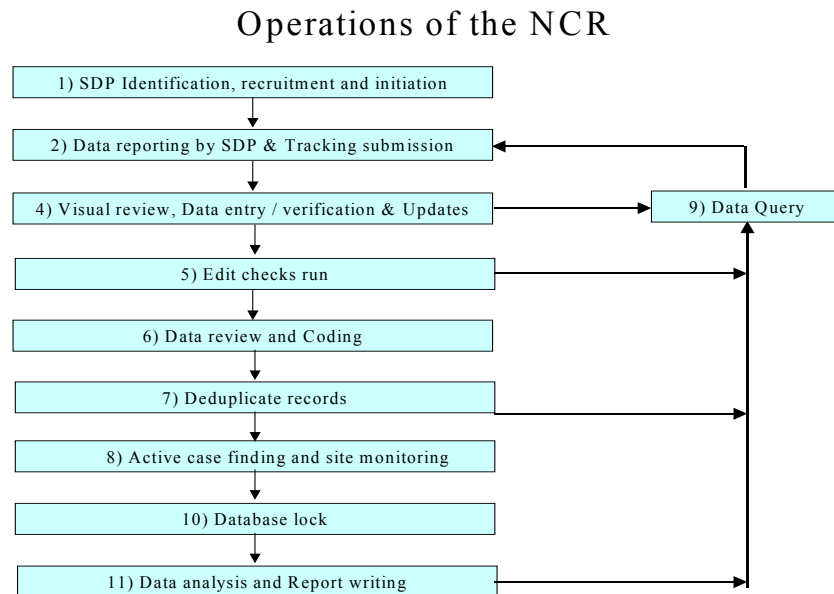 Operations of the NCR
1) SDP Identification, recruitment and initiation
2) Data reporting by SDP & Tracking submission
4) Visual review, Data entry / verification & Updates
9) Data Query
5) Edit checks run
6) Data review and Coding
7) Deduplicate records
8) Active case finding and site monitoring
10) Database lock
11) Data analysis and Report writing